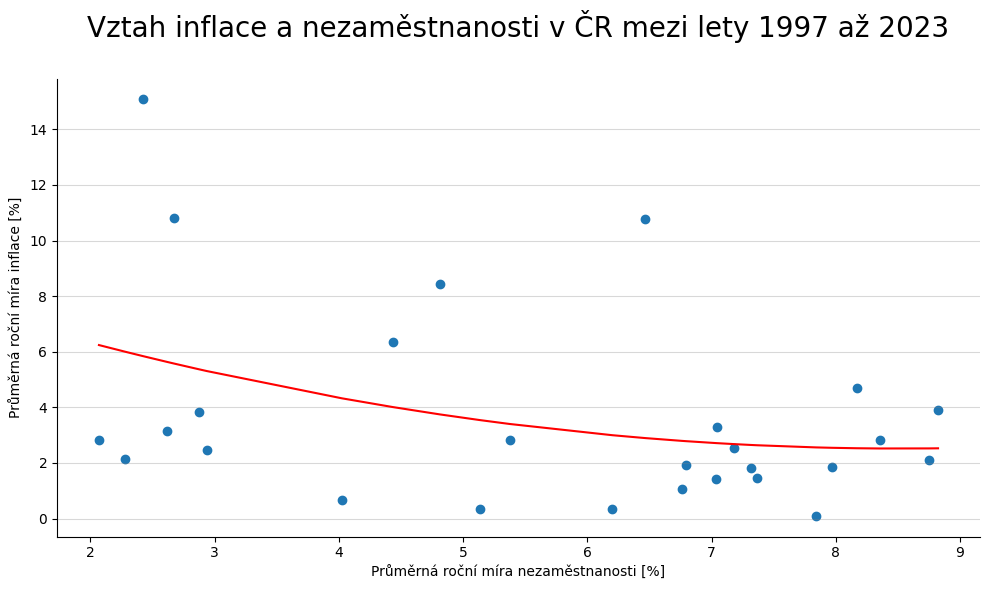 Vztah inflace a nezaměstnanosti v ČR mezi lety 1997 až 2023
Průměrná roční míra inflace [%]
14
12
10
8
6
4
2
0
2 3 4 5 6 7 8 9
Průměrná roční míra nezaměstnanosti [%]